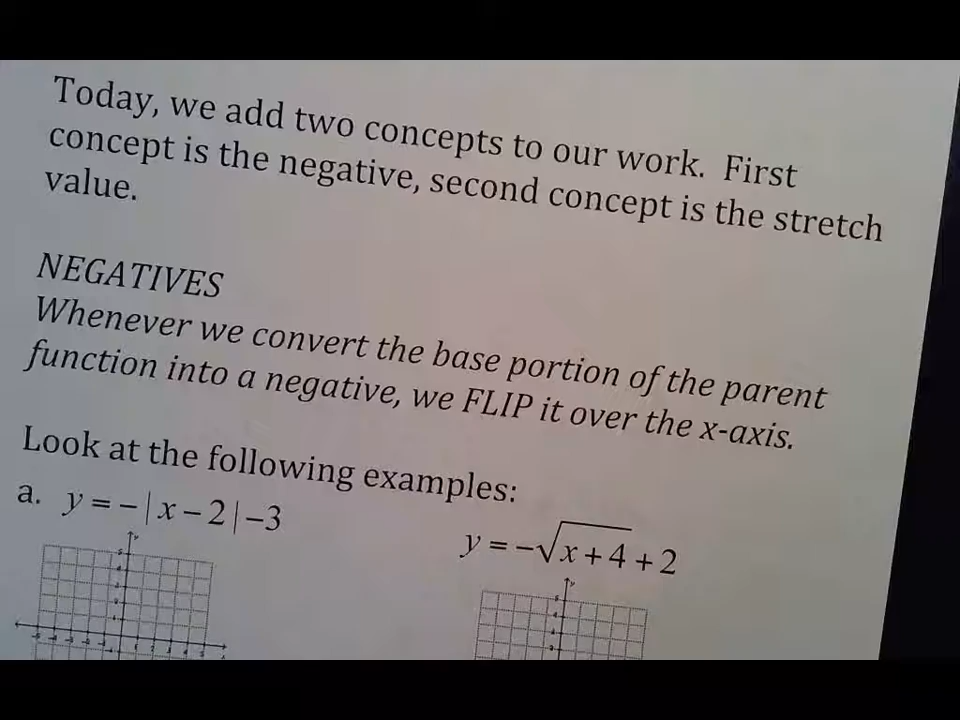 Today, we add two concepts to our work. First
concept is the negative, second concept is the stretch
value.
NEGATIVES
Whenever we convert the base portion of the parent
function into a negative, we FLIP it over the x-axis.
Look at the following examples:
a. y = -|x-2|-3
y = -√x+4+2